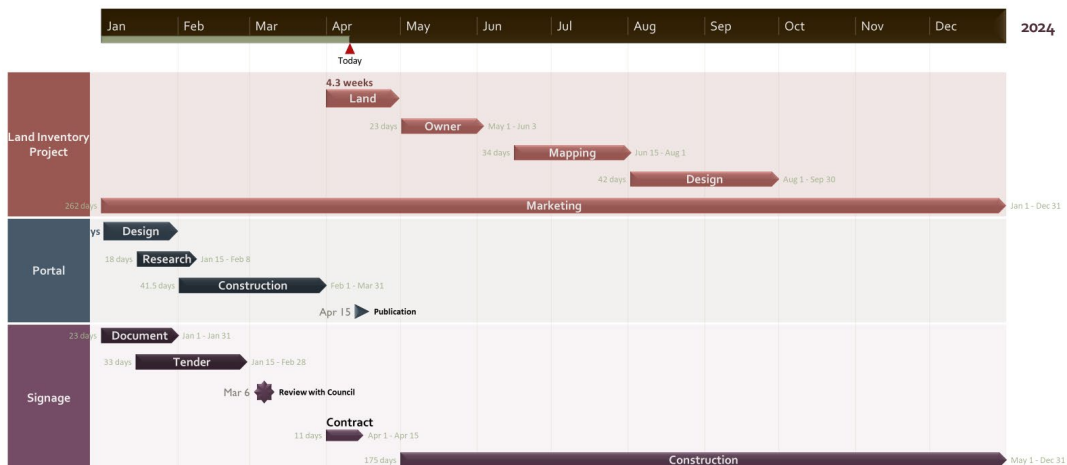 Jan Feb Mar Apr May Jun Jul Aug Sep Oct Nov Dec 2024
Today
Land Inventory
Project
4.3 weeks
Land
23 days Owner May 1 - Jun 3
34 days Mapping Jun 15 - Aug 1
42 days Design Aug 1 - Sep 30
262 days Marketing Jan 1 - Dec 31
Portal
ys Design
18 days Research Jan 15 - Feb 8
41.5 days Construction Feb 1 - Mar 31
Apr 15 Publication
Signage
23 days Document Jan 1 - Jan 31
33 days Tender Jan 15 - Feb 28
Mar 6 Review with Council
Contract
11 days Apr 1 - Apr 15
175 days Construction May 1 - Dec 31